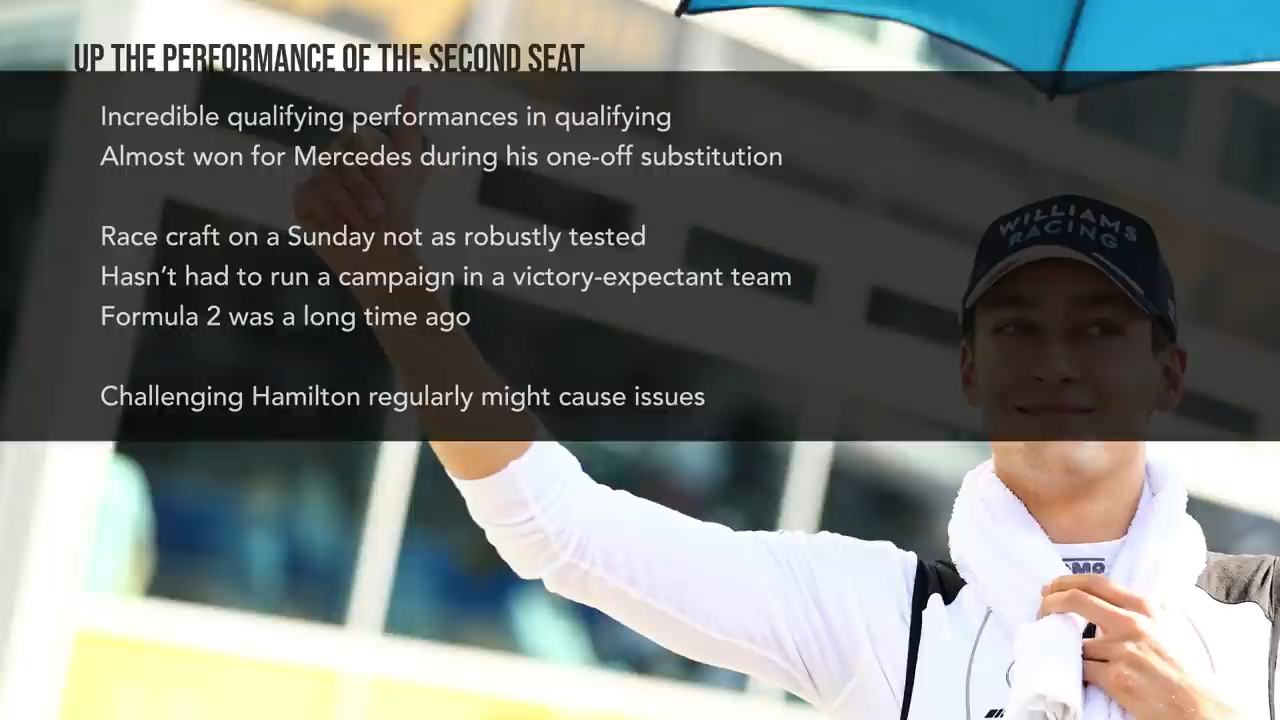 UP THE PERFORMANCE OF THE SECOND SEAT
Incredible qualifying performances in qualifying
Almost won for Mercedes during his one-off substitution
Race craft on a Sunday not as robustly tested
Hasn't had to run a campaign in a victory-expectant team
Formula 2 was a long time ago
Challenging Hamilton regularly might cause issues
WILLIAMS
RACING